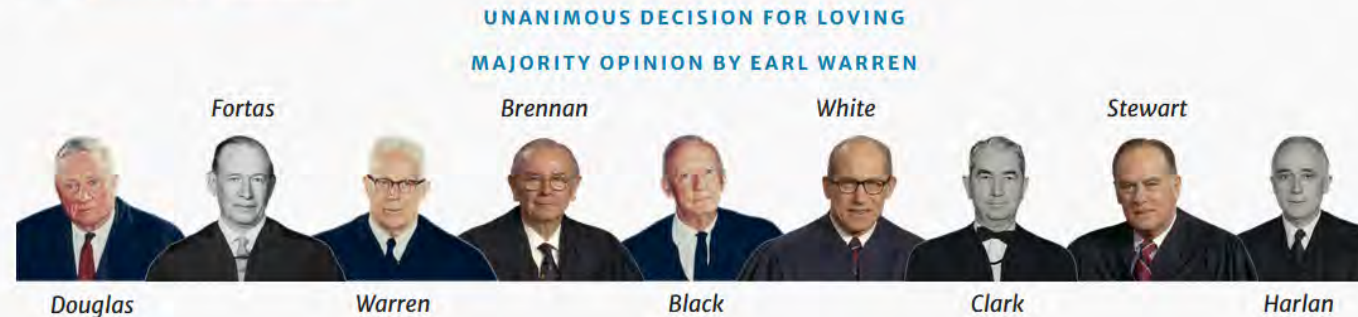 UNANIMOUS DECISION FOR LOVING
MAJORITY OPINION BY EARL WARREN
Fortas Brennan White Stewart
Douglas Warren Black Clark Harlan